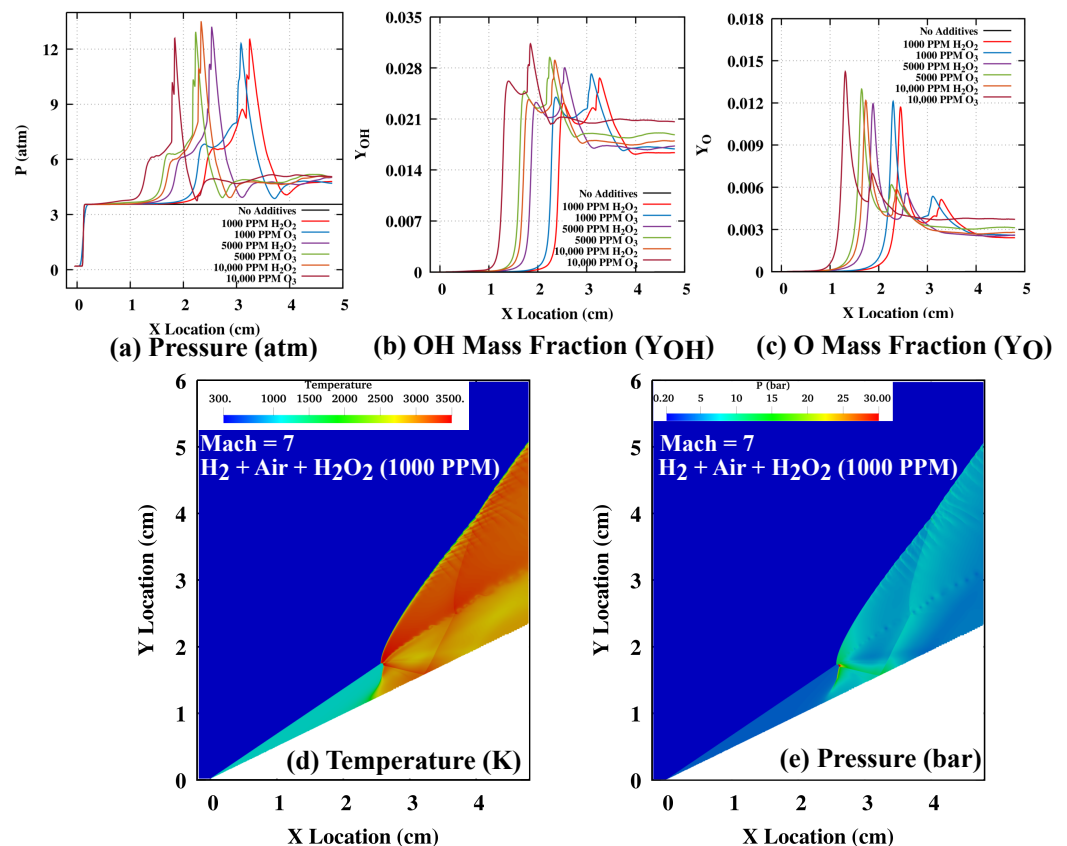 P (atm)
12
9
6
3
0
No Additives
1000 PPM H₂O₂
1000 PPM O₃
5000 PPM H₂O₂
5000 PPM O₃
10,000 PPM H₂O₂
10,000 PPM O₃
0 1 2 3 4 5
X Location (cm)
(a) Pressure (atm)
Y_OH
0.035
0.028
0.021
0.014
0.007
0
No Additives
1000 PPM H₂O₂
1000 PPM O₃
5000 PPM H₂O₂
5000 PPM O₃
10,000 PPM H₂O₂
10,000 PPM O₃
0 1 2 3 4 5
X Location (cm)
(b) OH Mass Fraction (Y_OH)
Y_O
0.018
0.015
0.012
0.009
0.006
0.003
0
No Additives
1000 PPM H₂O₂
1000 PPM O₃
5000 PPM H₂O₂
5000 PPM O₃
10,000 PPM H₂O₂
10,000 PPM O₃
0 1 2 3 4 5
X Location (cm)
(c) O Mass Fraction (Y_O)
Y Location (cm)
6
5
4
3
2
1
0
Temperature
300. 1000 2000 2500 3500.
Mach = 7
H₂ + Air + H₂O₂ (1000 PPM)
(d) Temperature (K)
0 1 2 3 4
X Location (cm)
Y Location (cm)
6
5
4
3
2
1
0
P (bar)
0.20 5 10 15 20 25 30.00
Mach = 7
H₂ + Air + H₂O₂ (1000 PPM)
(e) Pressure (bar)
0 1 2 3 4
X Location (cm)